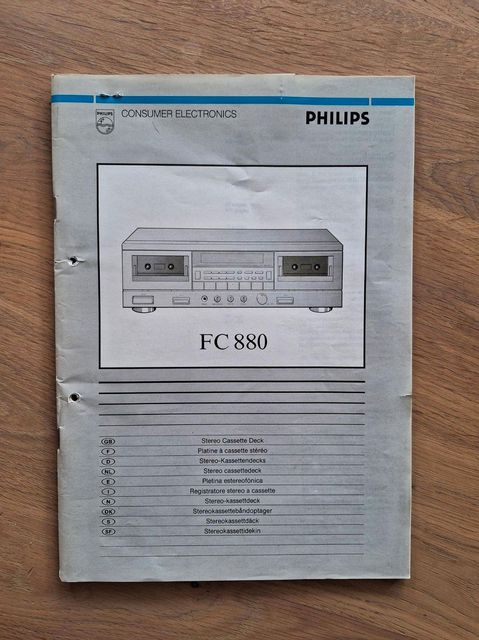 PHILIPS
CONSUMER ELECTRONICS
PHILIPS
FC 880
GB Stereo Cassette Deck
F Platine à cassette stéréo
D Stereo-Kassettendecks
NL Stereo cassettedeck
E Pletina estereofónica
I Registratore stereo a cassette
N Stereo-kassettdeck
DK Stereokassettebåndoptager
S Stereokassettdäck
SF Stereokassettidekin